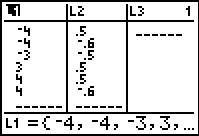 L1 L2 L3 1
-4 .5 ------
-4 -.6
-3 .5
3 .5
4 .5
4 -.6
------ ------
L1 = { -4, -4, -3, 3, …